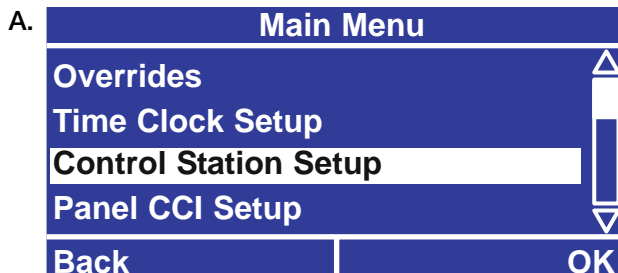 A.
Main Menu
Overrides
Time Clock Setup
Control Station Setup
Panel CCI Setup
Back OK